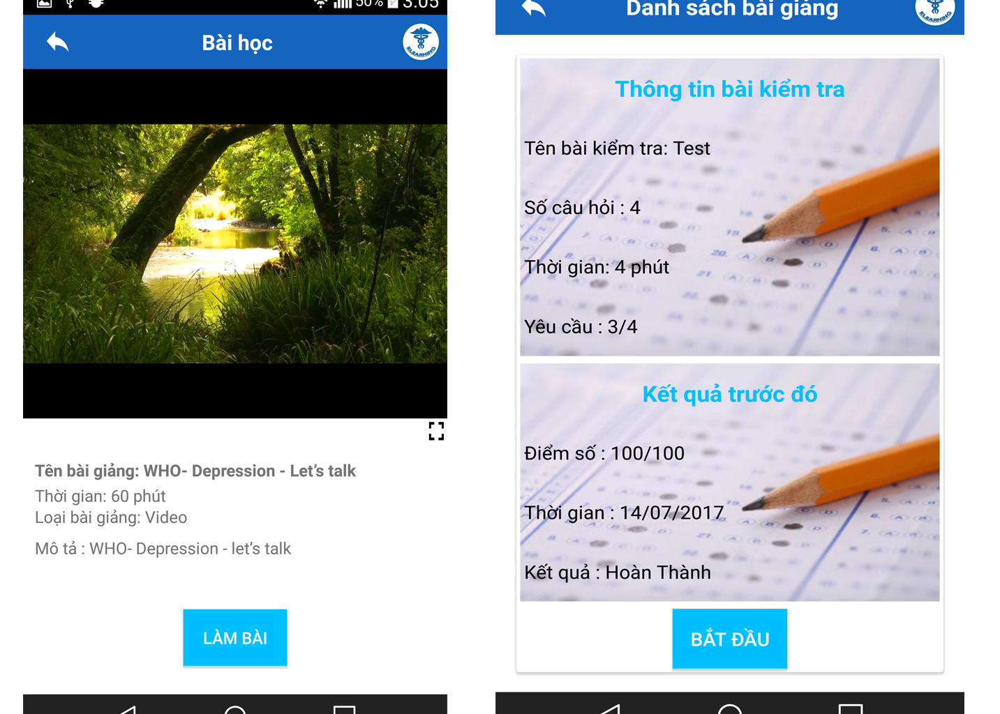 50% 3:05
Bài học
ELEARNING
Tên bài giảng: WHO- Depression - Let’s talk
Thời gian: 60 phút
Loại bài giảng: Video
Mô tả : WHO- Depression - let’s talk
LÀM BÀI
Danh sách bài giảng
ELEARNING
Thông tin bài kiểm tra
Tên bài kiểm tra: Test
Số câu hỏi : 4
Thời gian: 4 phút
Yêu cầu : 3/4
Kết quả trước đó
Điểm số : 100/100
Thời gian : 14/07/2017
Kết quả : Hoàn Thành
BẮT ĐẦU